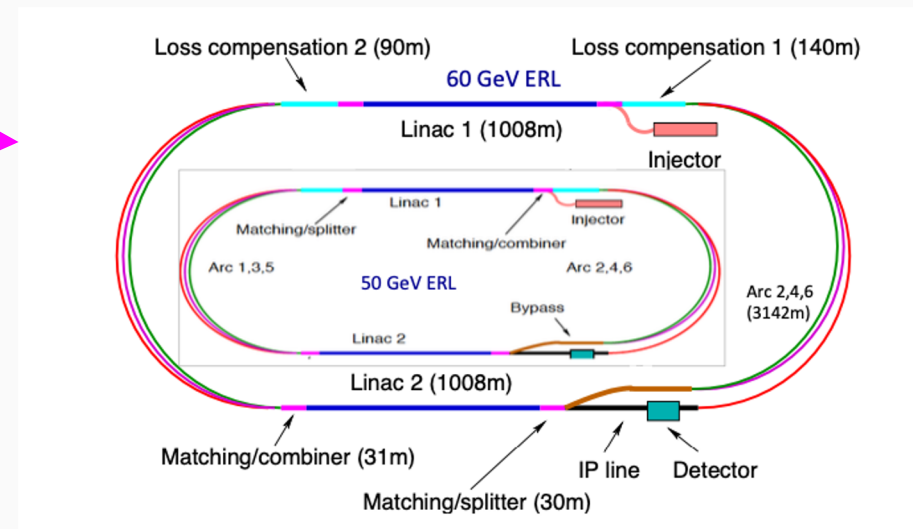 Loss compensation 2 (90m)
Loss compensation 1 (140m)
60 GeV ERL
Linac 1 (1008m)
Injector
Linac 1
Injector
Matching/splitter
Matching/combiner
Arc 1,3,5
Arc 2,4,6
50 GeV ERL
Arc 2,4,6
(3142m)
Bypass
Linac 2
Linac 2 (1008m)
Matching/combiner (31m)
IP line
Detector
Matching/splitter (30m)